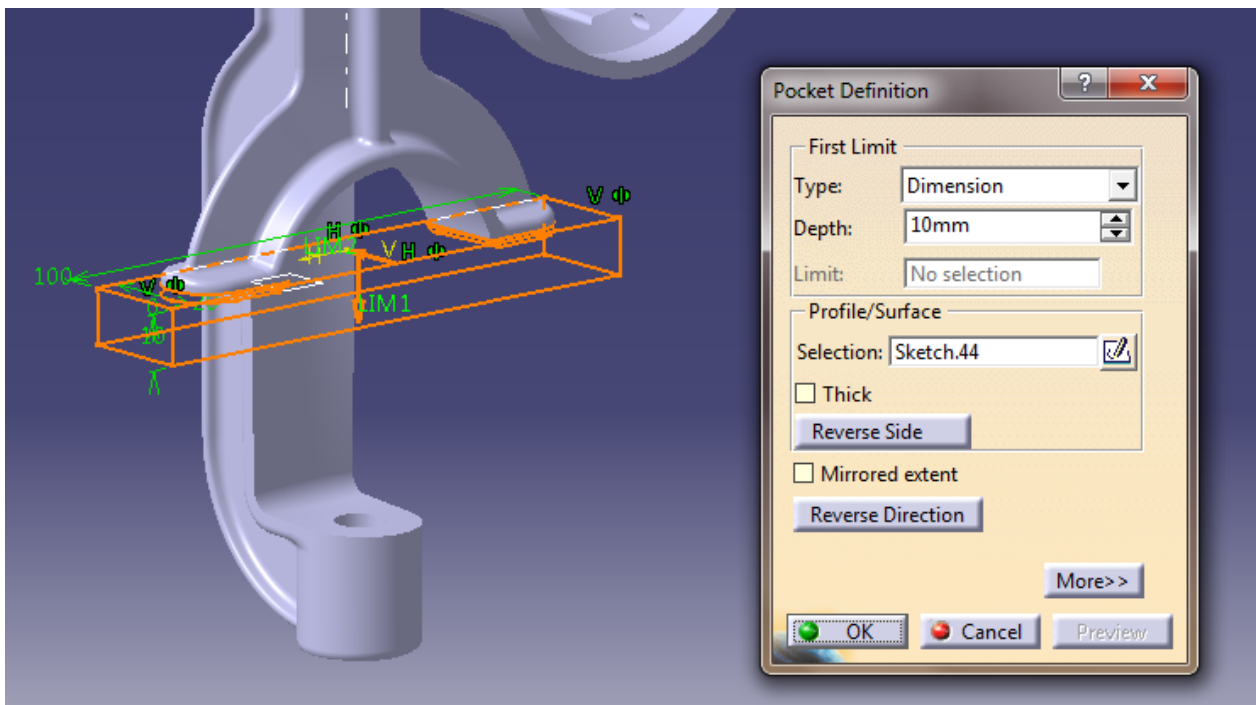 Pocket Definition
?
X
First Limit
Type: Dimension
Depth: 10mm
Limit: No selection
Profile/Surface
Selection: Sketch.44
Thick
Reverse Side
Mirrored extent
Reverse Direction
More>>
OK Cancel Preview
V
H
V H
100
V
LIM1